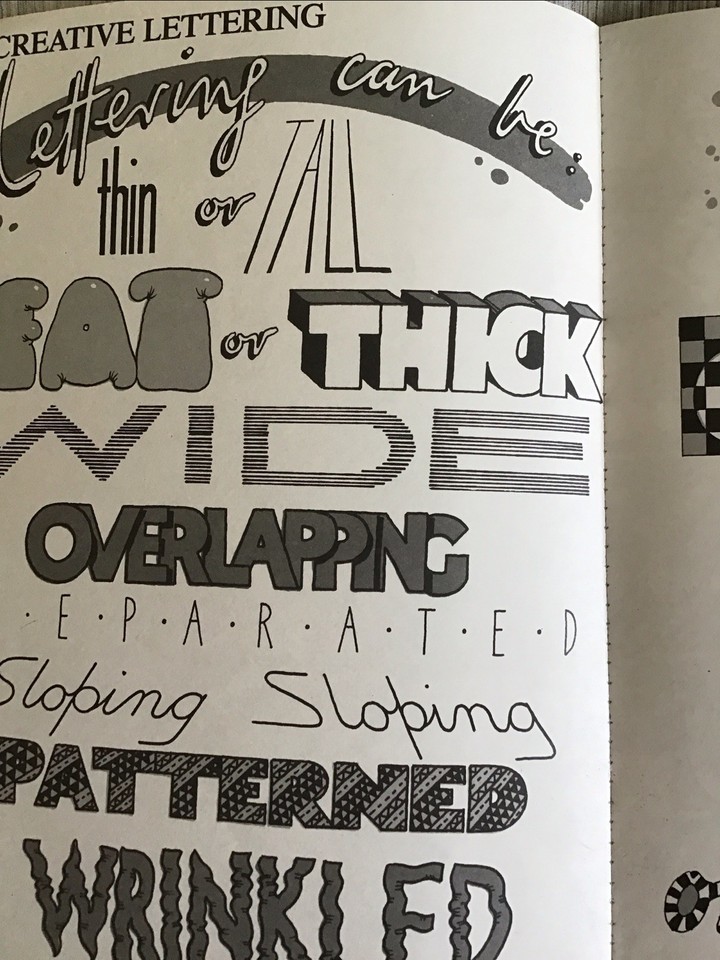 CREATIVE LETTERING
Lettering can be:
thin or TALL
FAT or THICK
WIDE
OVERLAPPING
·E·P·A·R·A·T·E·D
Sloping Sloping
PATTERNED
WRINKLED